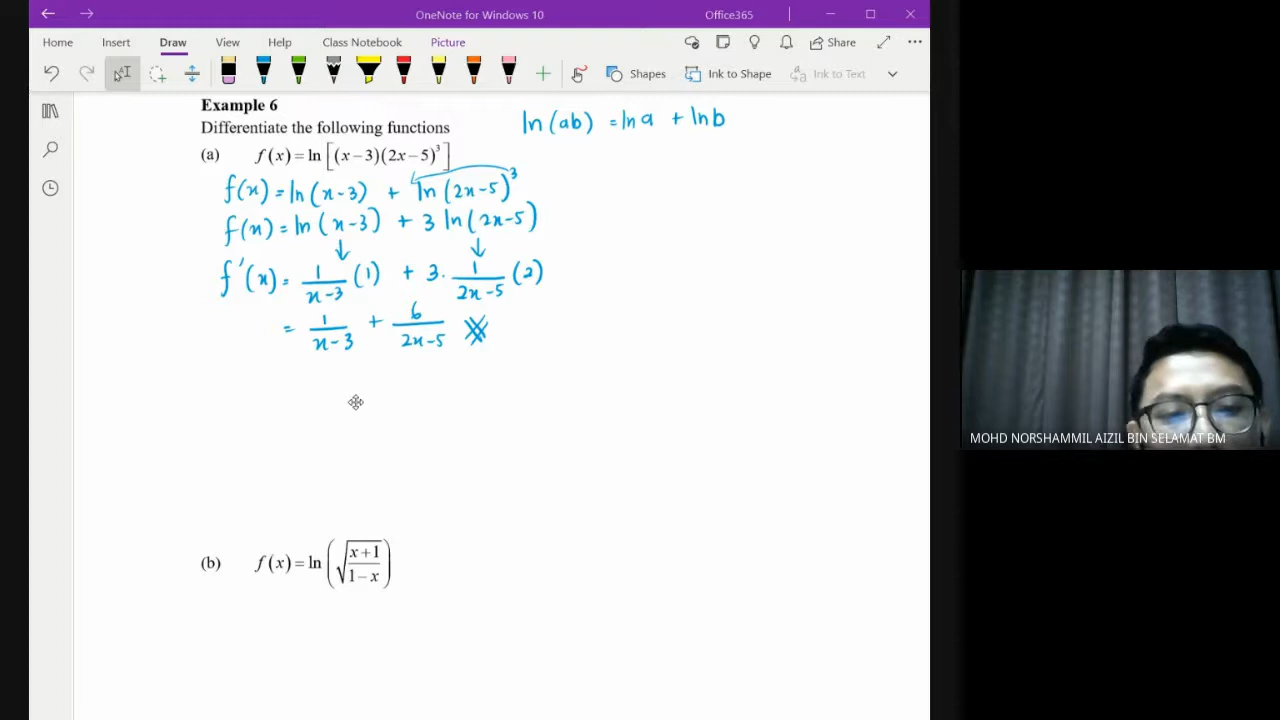 OneNote for Windows 10 Office365
Home Insert Draw View Help Class Notebook Picture Share
Shapes Ink to Shape Ink to Text
Example 6
Differentiate the following functions
ln(ab) = ln a + ln b
(a) f(x) = ln[(x−3)(2x−5)³]
f(x) = ln(x−3) + ln(2x−5)³
f(x) = ln(x−3) + 3 ln(2x−5)
f'(x) = 1/(x−3) (1) + 3. 1/(2x−5) (2)
= 1/(x−3) + 6/(2x−5)
MOHD NORSHAMMIL AIZIL BIN SELAMAT BM
(b) f(x) = ln(√((x+1)/(1−x)))